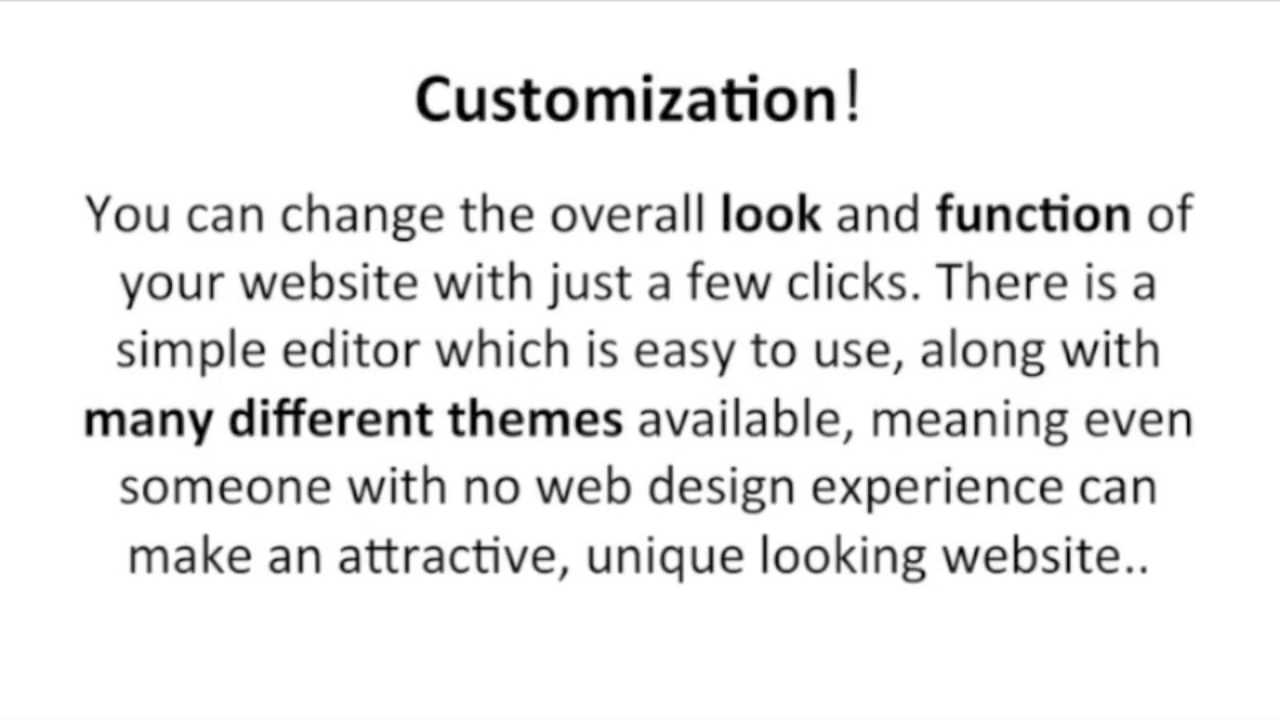 Customization!
You can change the overall look and function of
your website with just a few clicks. There is a
simple editor which is easy to use, along with
many different themes available, meaning even
someone with no web design experience can
make an attractive, unique looking website..